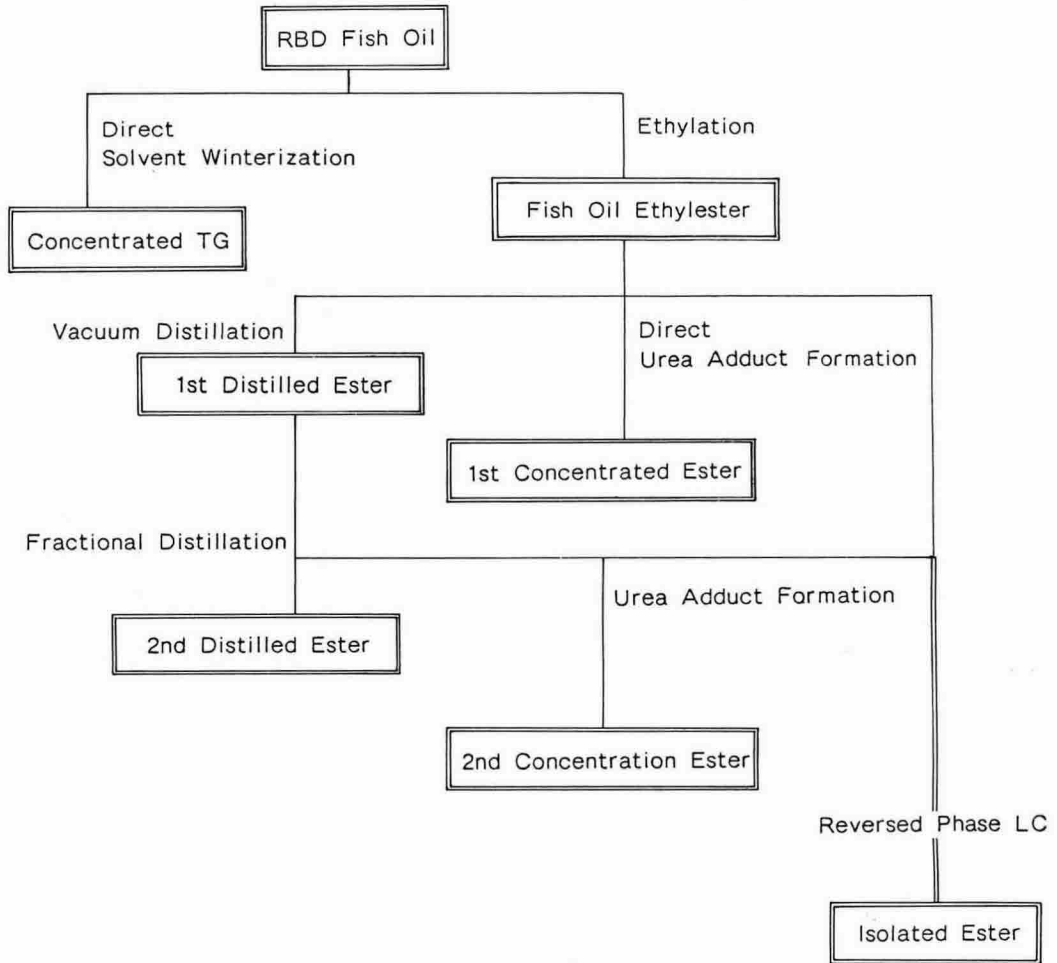 RBD Fish Oil
Direct
Solvent Winterization
Ethylation
Concentrated TG
Fish Oil Ethylester
Vacuum Distillation
Direct
Urea Adduct Formation
1st Distilled Ester
1st Concentrated Ester
Fractional Distillation
Urea Adduct Formation
2nd Distilled Ester
2nd Concentration Ester
Reversed Phase LC
Isolated Ester